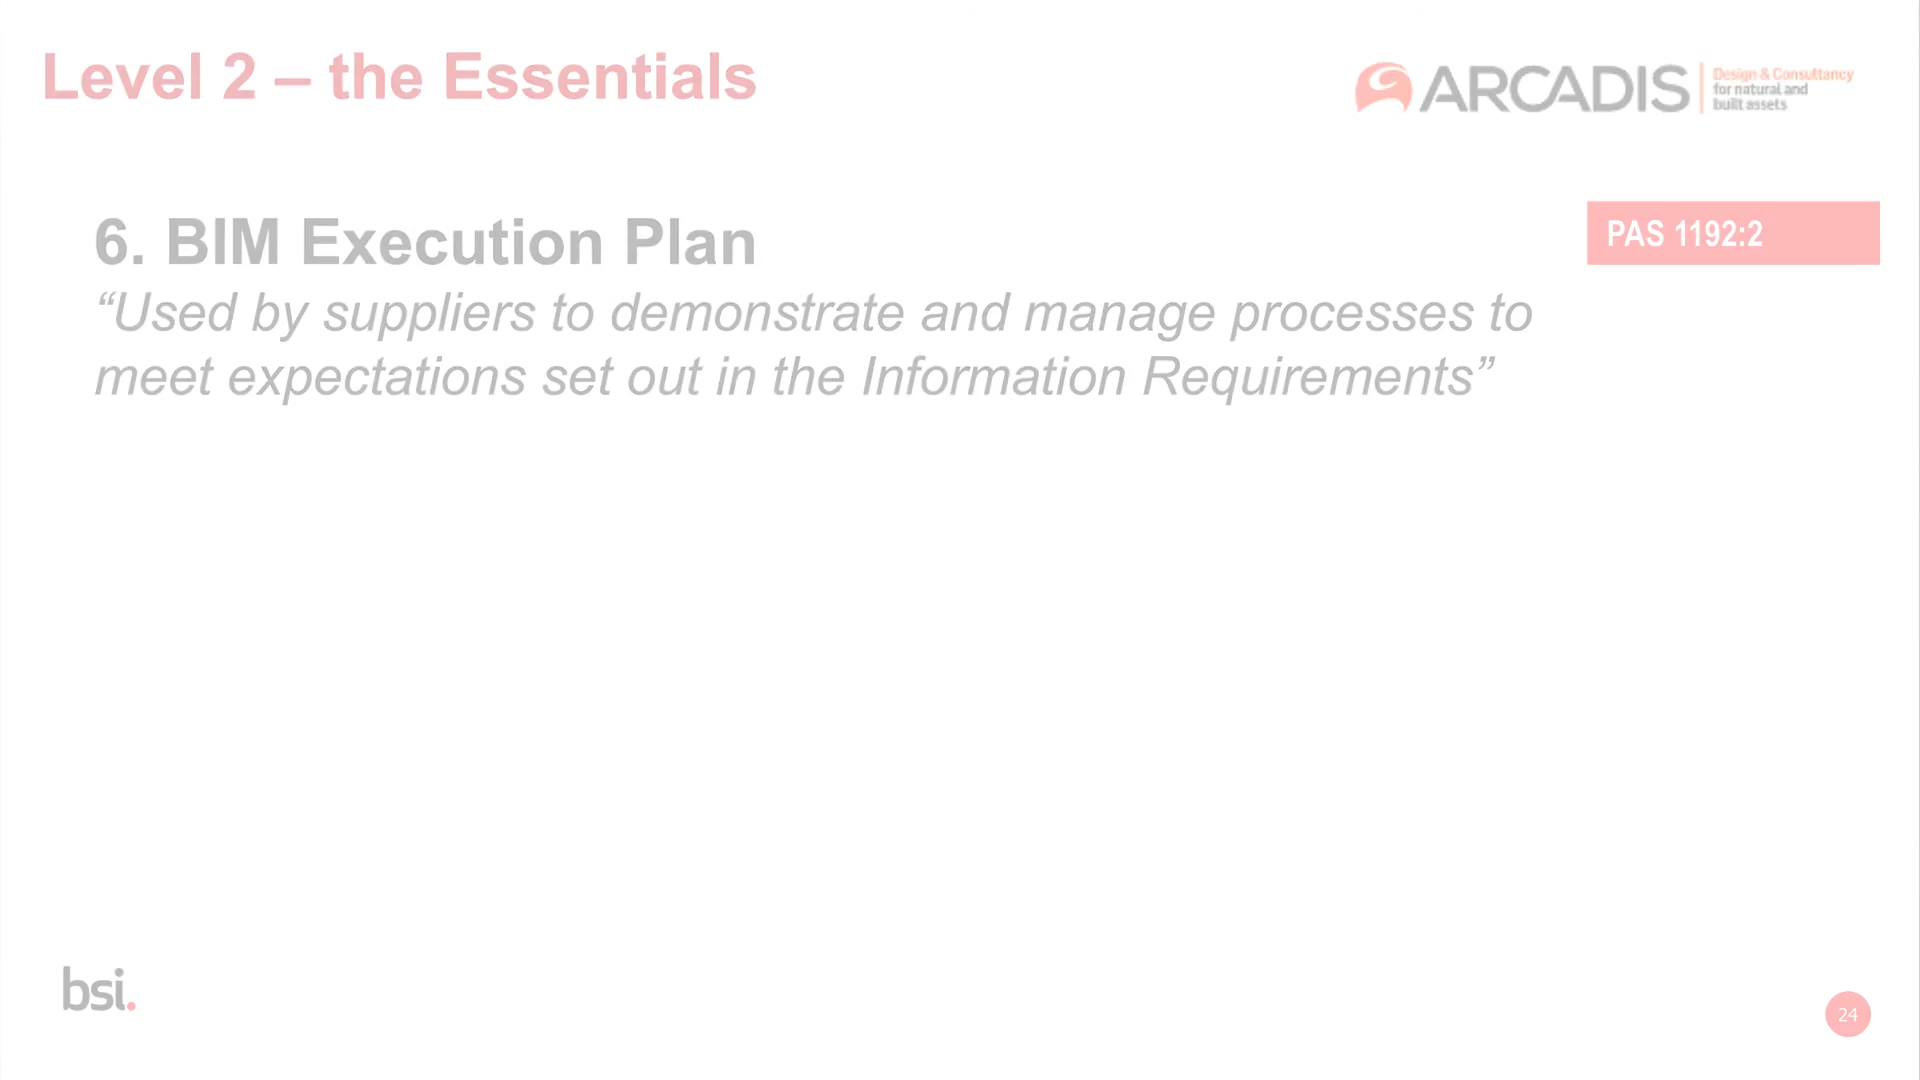 Level 2 – the Essentials
ARCADIS
Design & Consultancy
for natural and
built assets
6. BIM Execution Plan
PAS 1192:2
“Used by suppliers to demonstrate and manage processes to
meet expectations set out in the Information Requirements”
bsi.
24